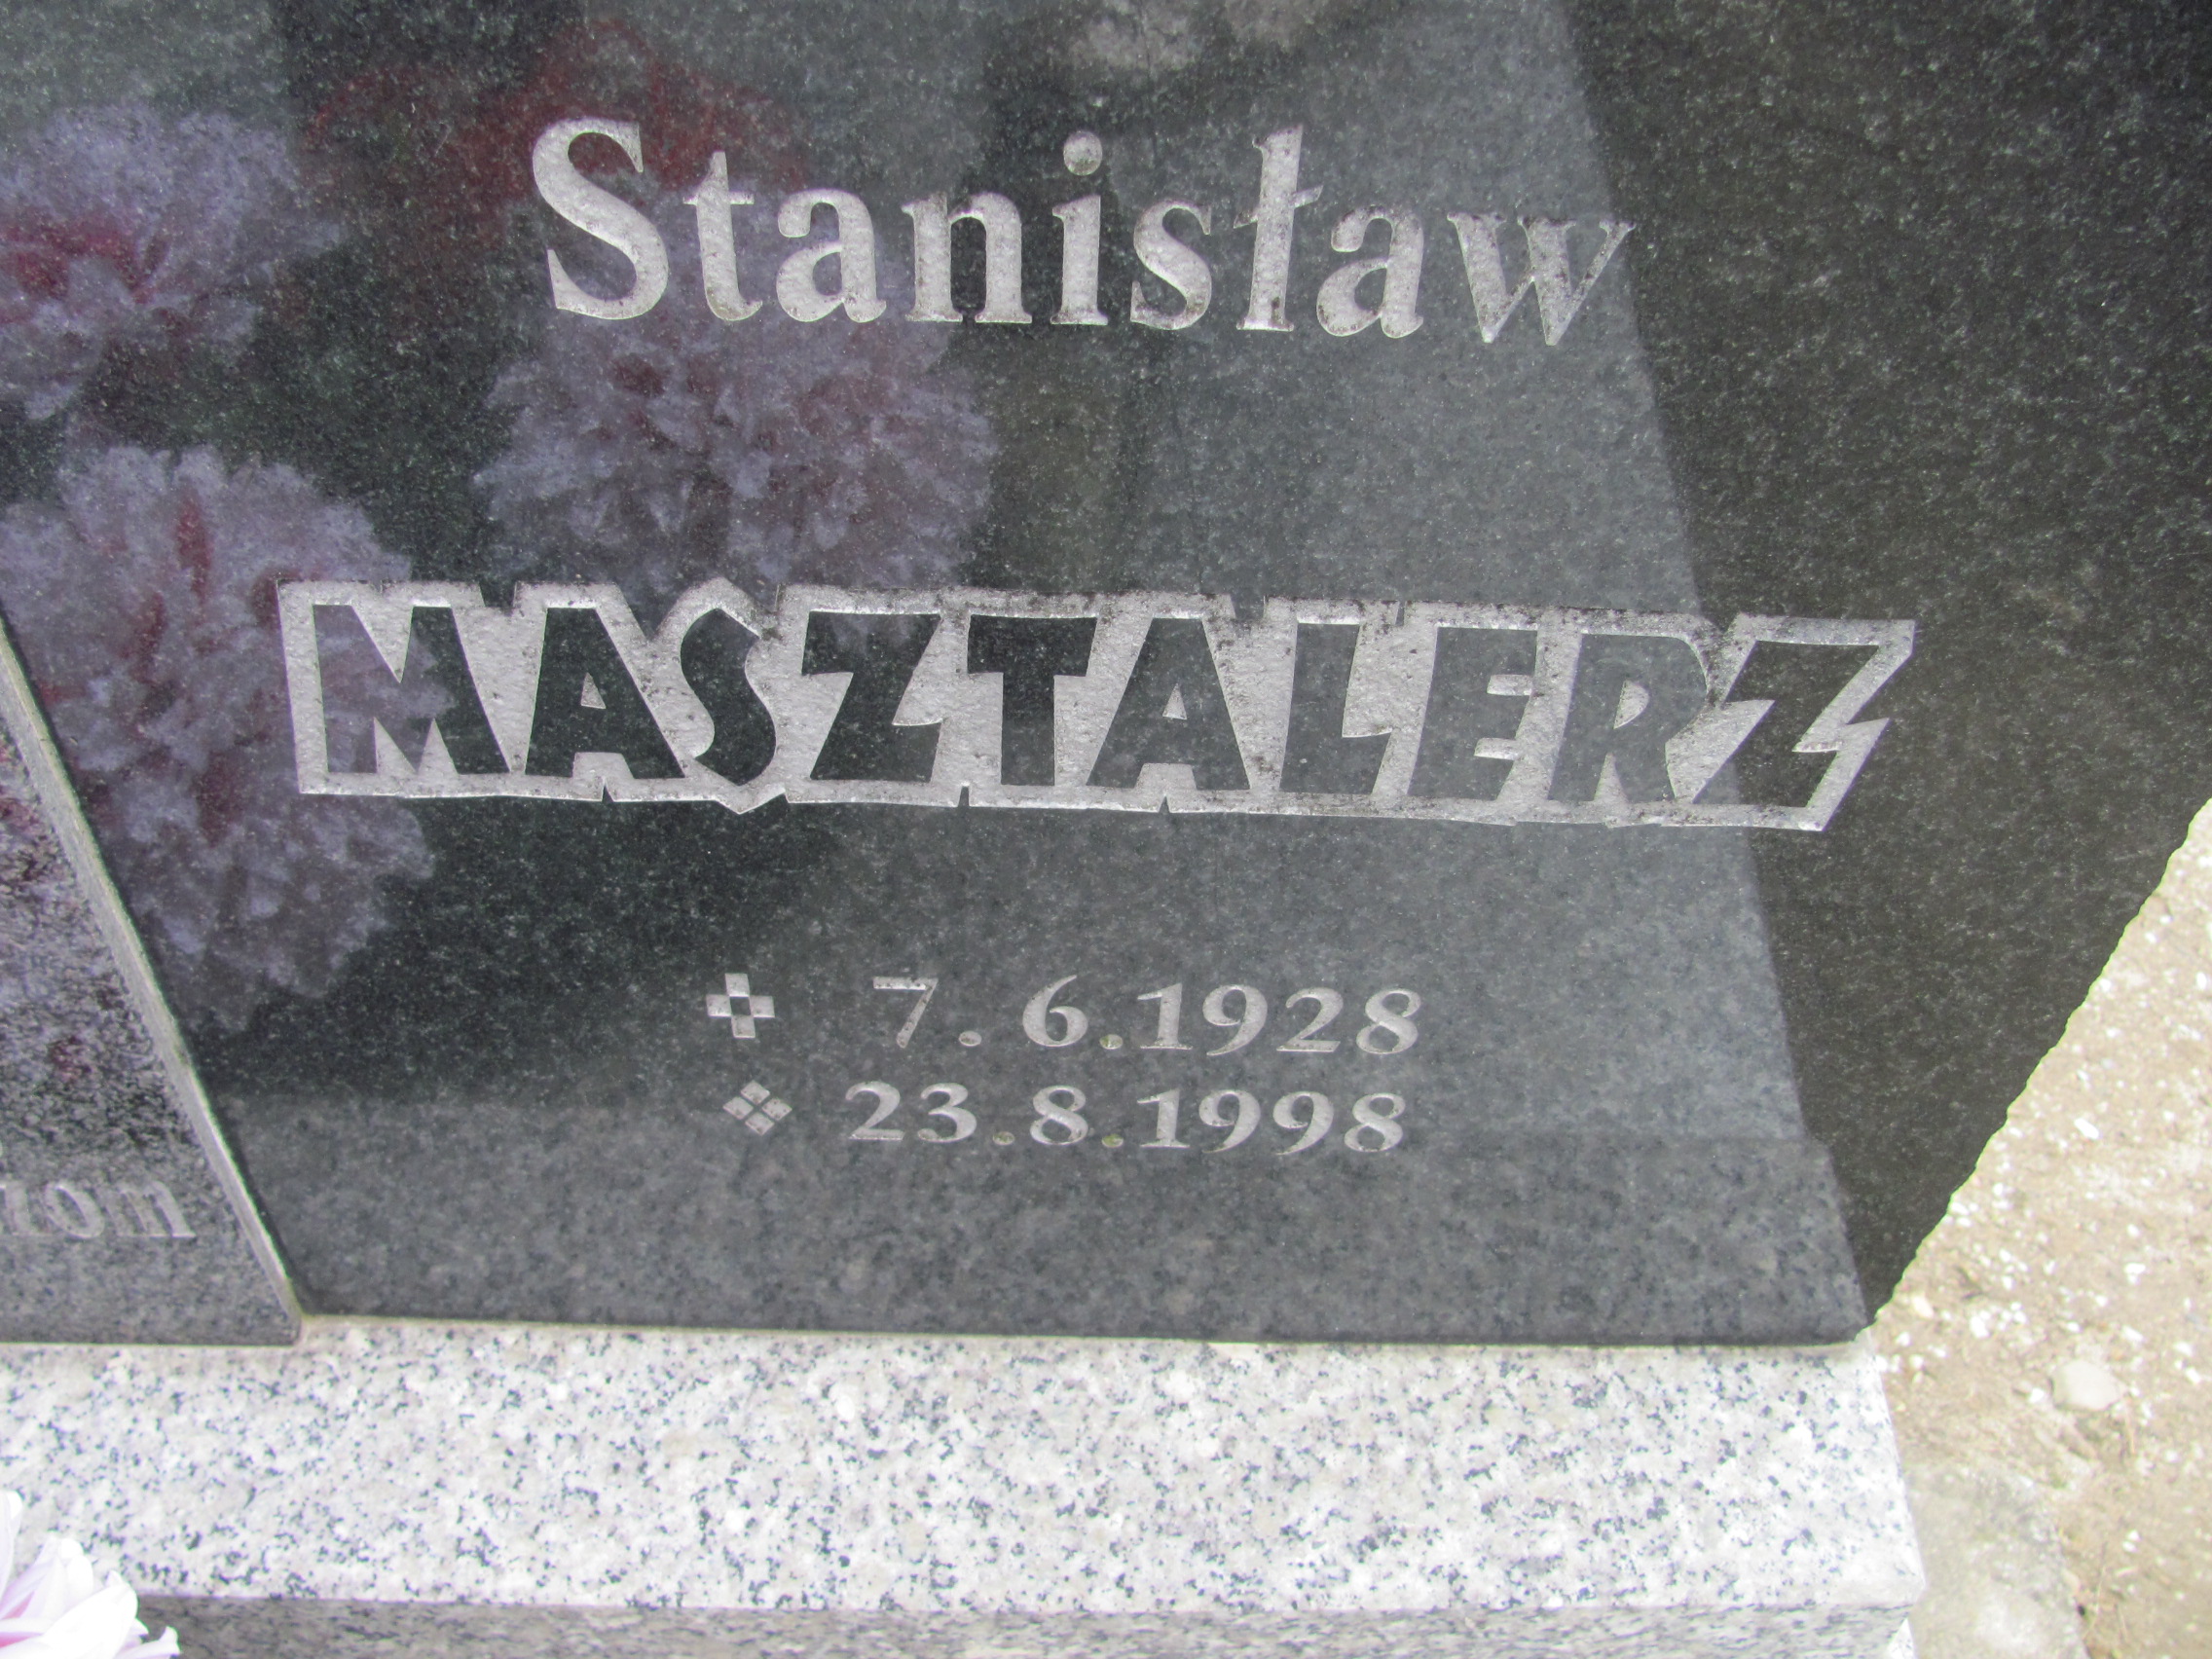 Stanisław
MASZTALERZ
7. 6.1928
23.8.1998